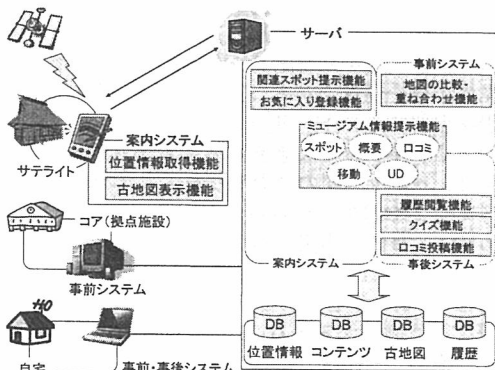 サーバ
事前システム
関連スポット提示機能
お気に入り登録機能
地図の比較・
重ね合わせ機能
ミュージアム情報提示機能
スポット
概要
口コミ
移動
UD
案内システム
位置情報取得機能
古地図表示機能
サテライト
履歴閲覧機能
クイズ機能
口コミ投稿機能
案内システム
事後システム
コア(拠点施設)
事前システム
DB
DB
DB
DB
位置情報
コンテンツ
古地図
履歴
自宅
事前・事後システム